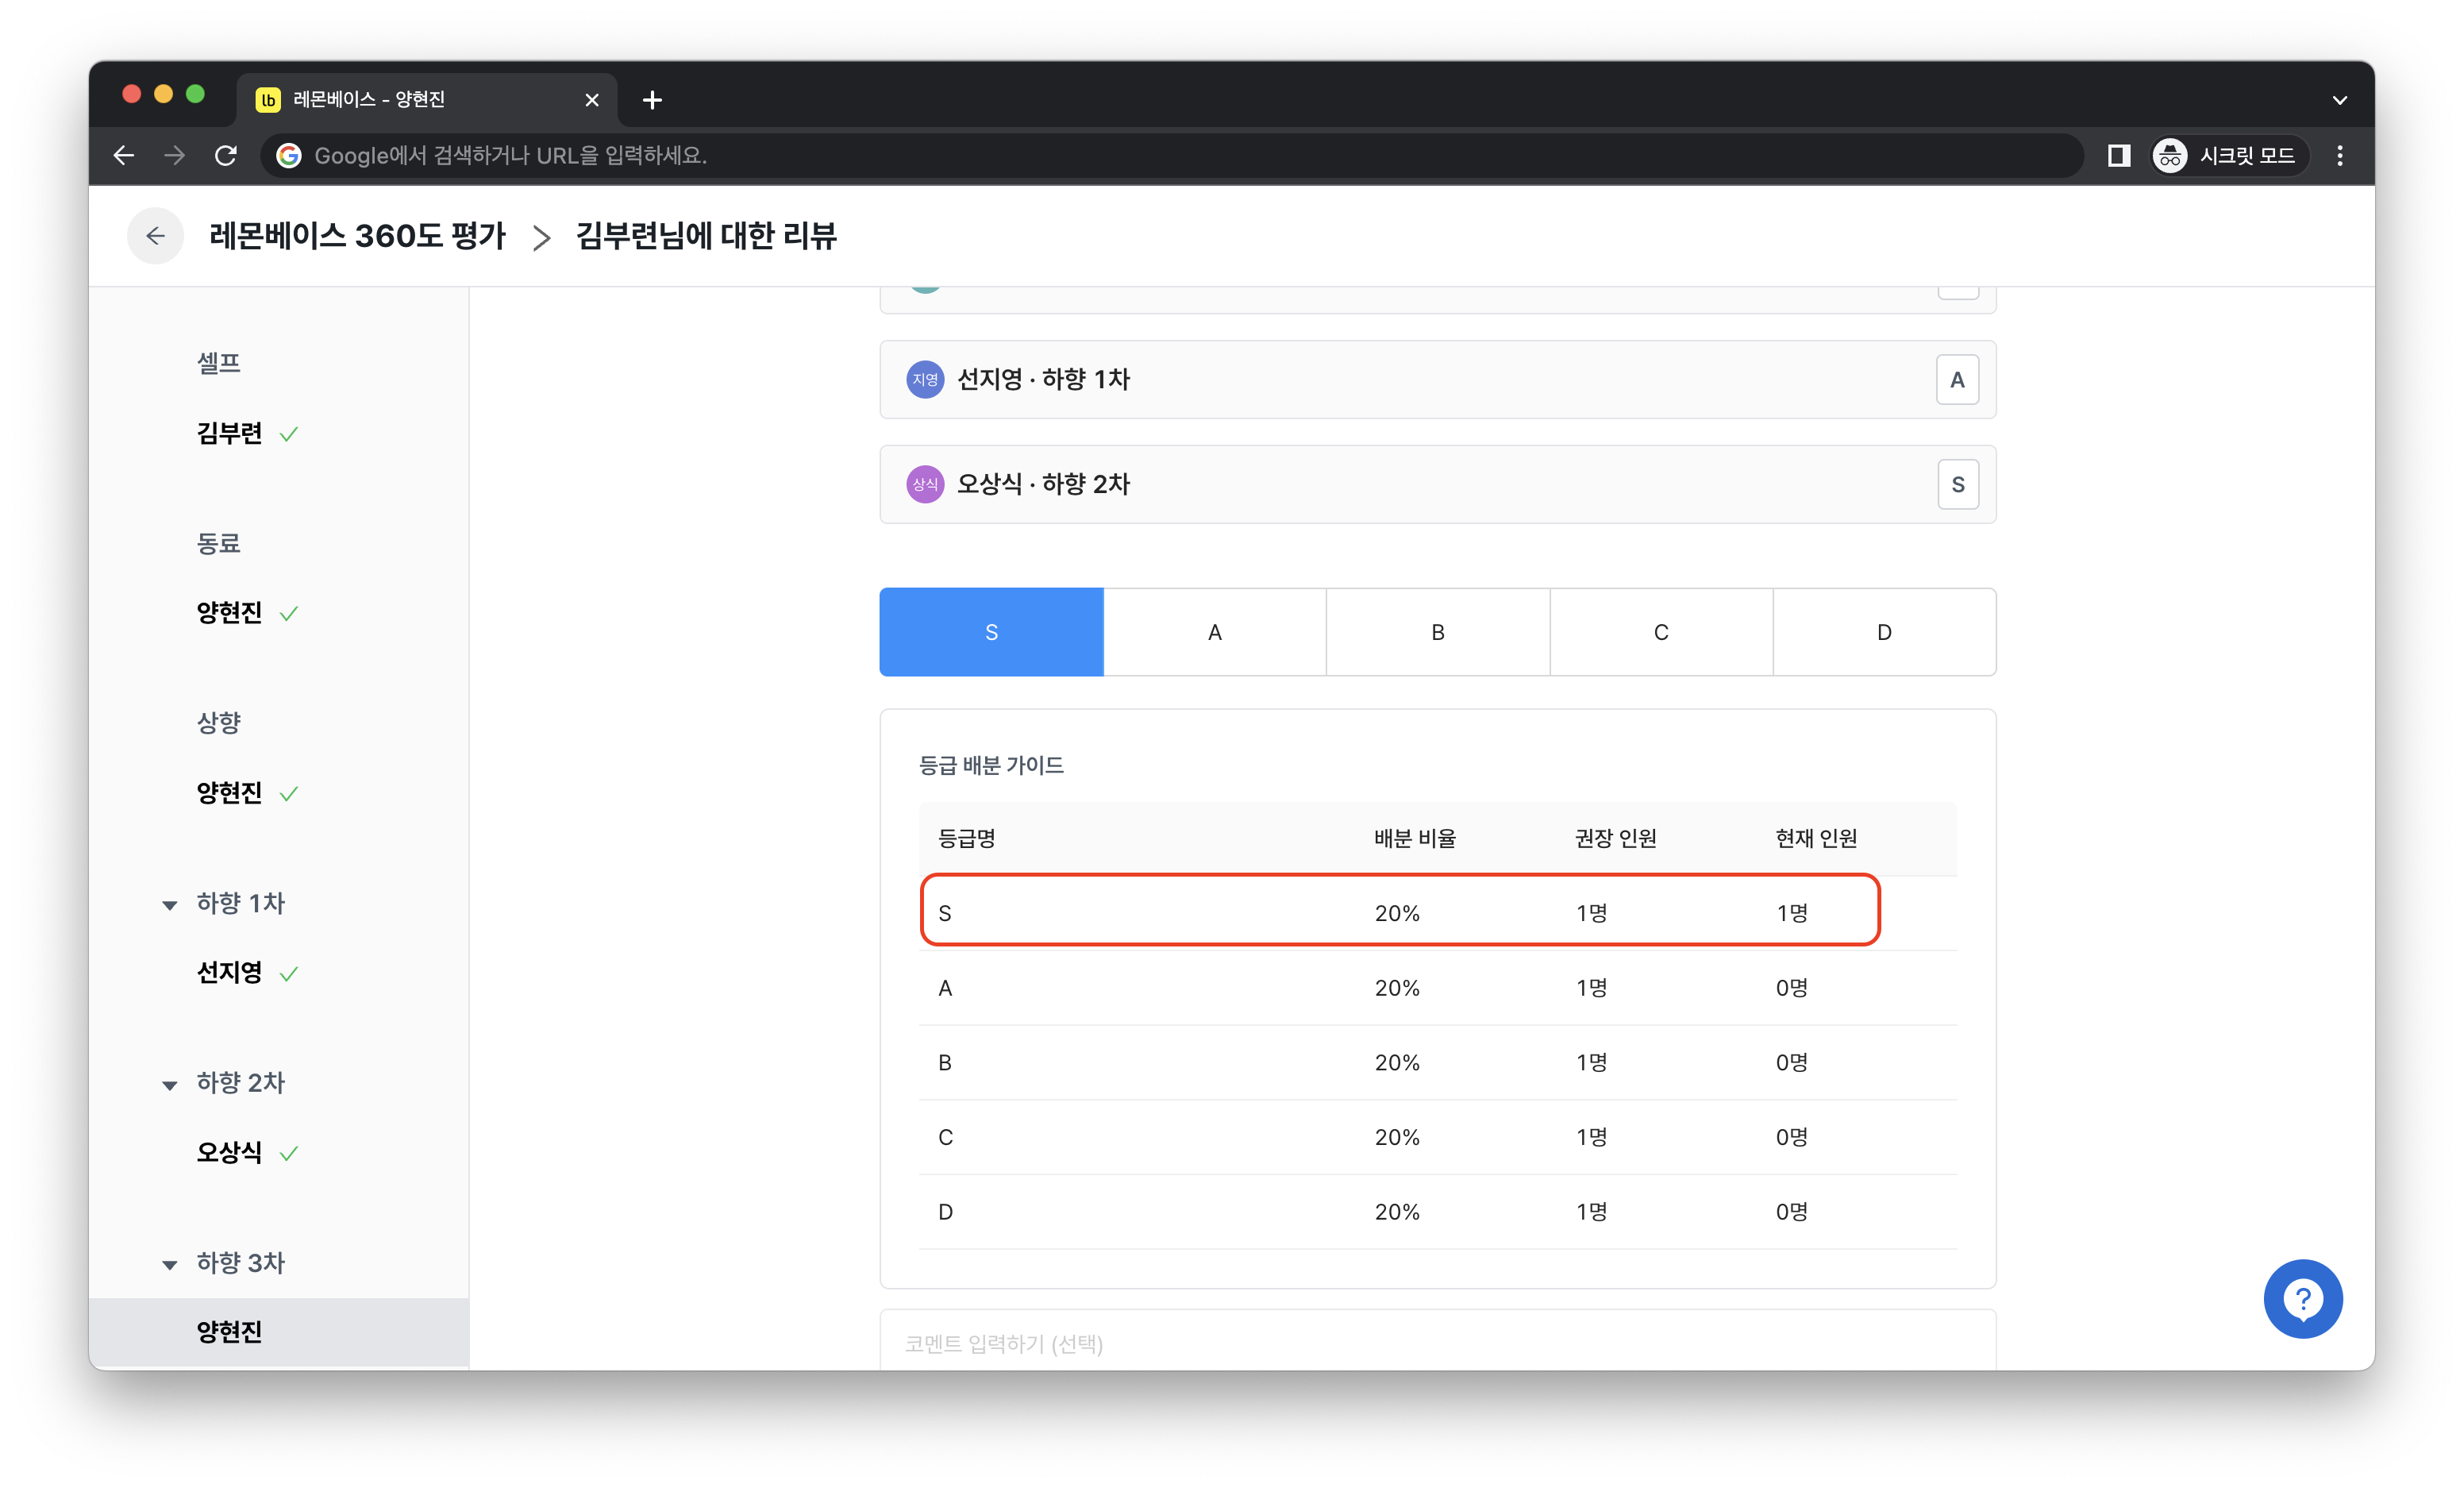 lb 레몬베이스 - 양현진
Google에서 검색하거나 URL을 입력하세요.
시크릿 모드
레몬베이스 360도 평가 > 김부련님에 대한 리뷰
셀프
김부련
동료
양현진
상향
양현진
하향 1차
선지영
하향 2차
오상식
하향 3차
양현진
지영 선지영 · 하향 1차 A
상식 오상식 · 하향 2차 S
S A B C D
등급 배분 가이드
등급명 배분 비율 권장 인원 현재 인원
S 20% 1명 1명
A 20% 1명 0명
B 20% 1명 0명
C 20% 1명 0명
D 20% 1명 0명
코멘트 입력하기 (선택)
?